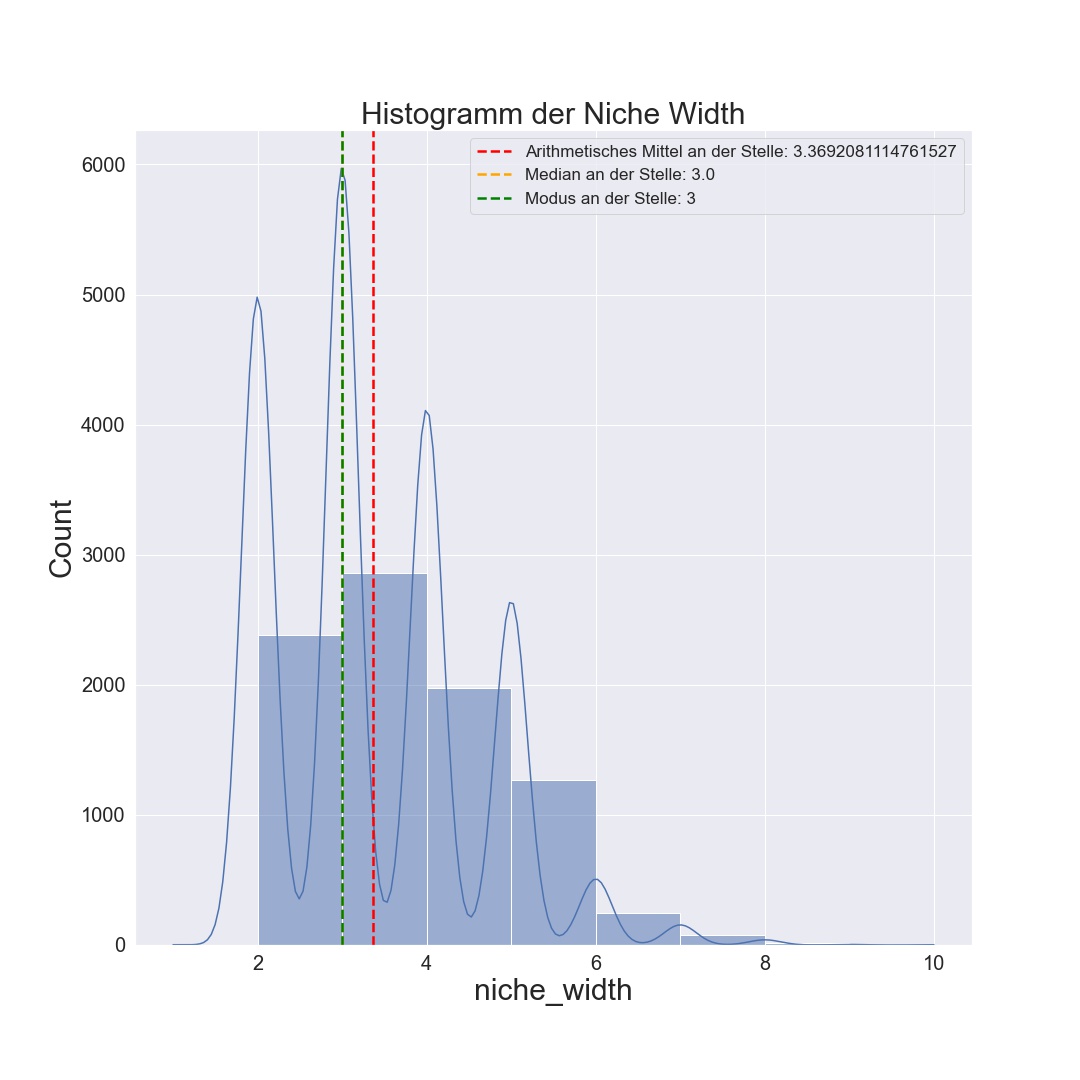 Histogramm der Niche Width
Arithmetisches Mittel an der Stelle: 3.3692081114761527
Median an der Stelle: 3.0
Modus an der Stelle: 3
6000
5000
4000
3000
2000
1000
0
Count
2 4 6 8 10
niche_width